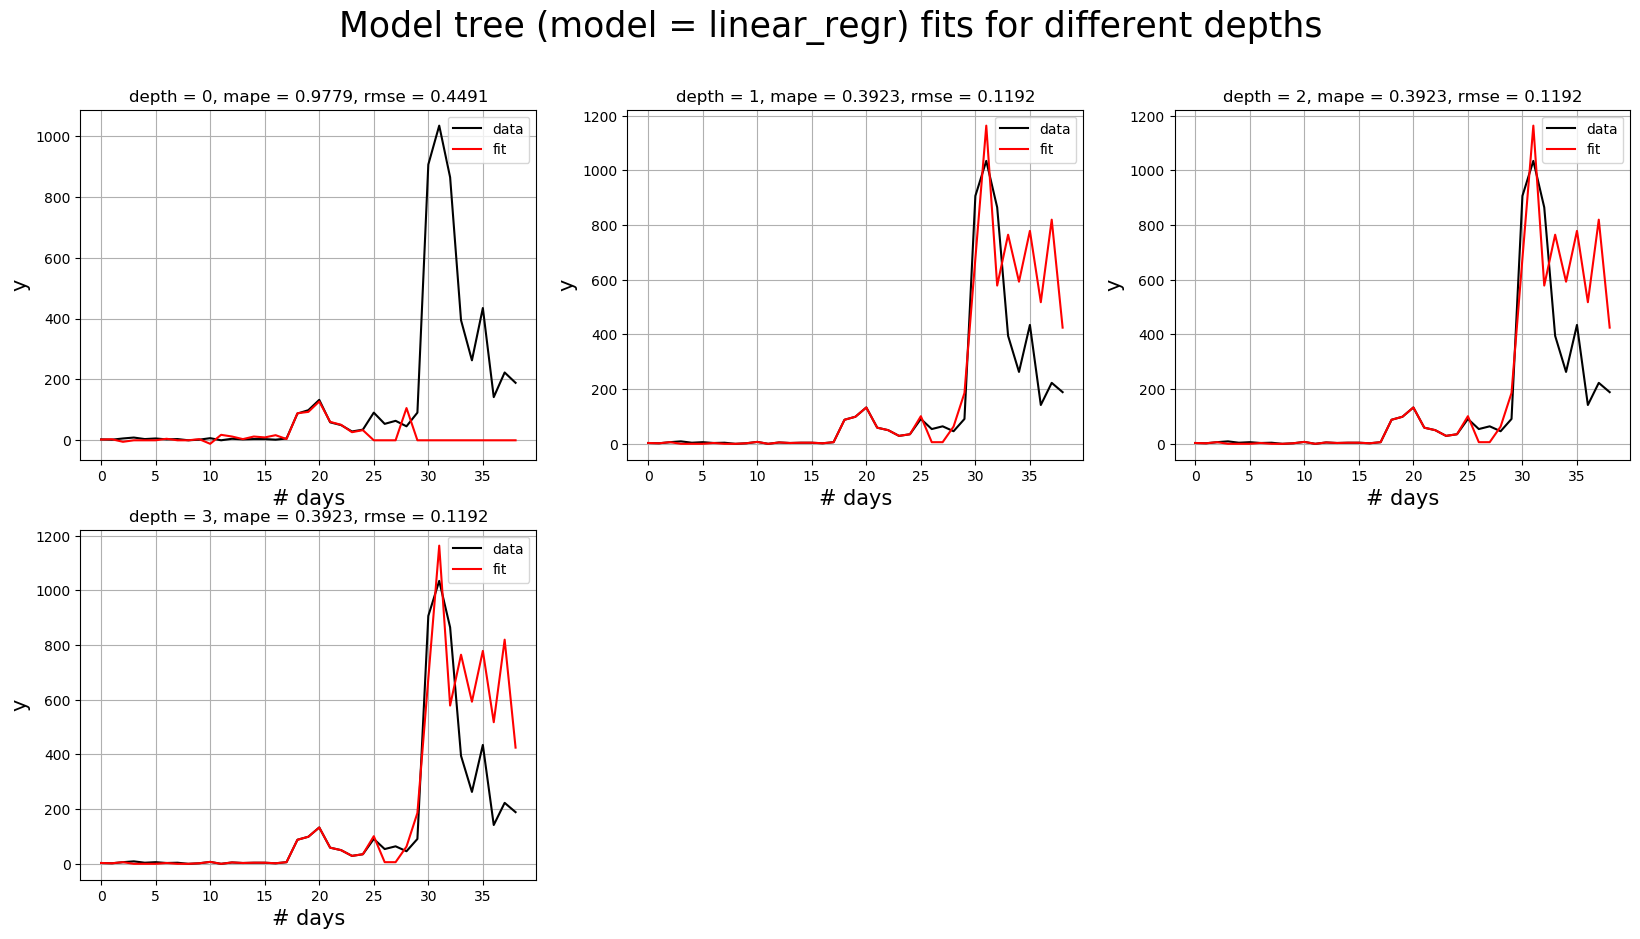 Model tree (model = linear_regr) fits for different depths
depth = 0, mape = 0.9779, rmse = 0.4491
1000
800
600
400
200
0
y
0 5 10 15 20 25 30 35
# days
data
fit
depth = 1, mape = 0.3923, rmse = 0.1192
1200
1000
800
600
400
200
0
y
0 5 10 15 20 25 30 35
# days
data
fit
depth = 2, mape = 0.3923, rmse = 0.1192
1200
1000
800
600
400
200
0
y
0 5 10 15 20 25 30 35
# days
data
fit
depth = 3, mape = 0.3923, rmse = 0.1192
1200
1000
800
600
400
200
0
y
0 5 10 15 20 25 30 35
# days
data
fit